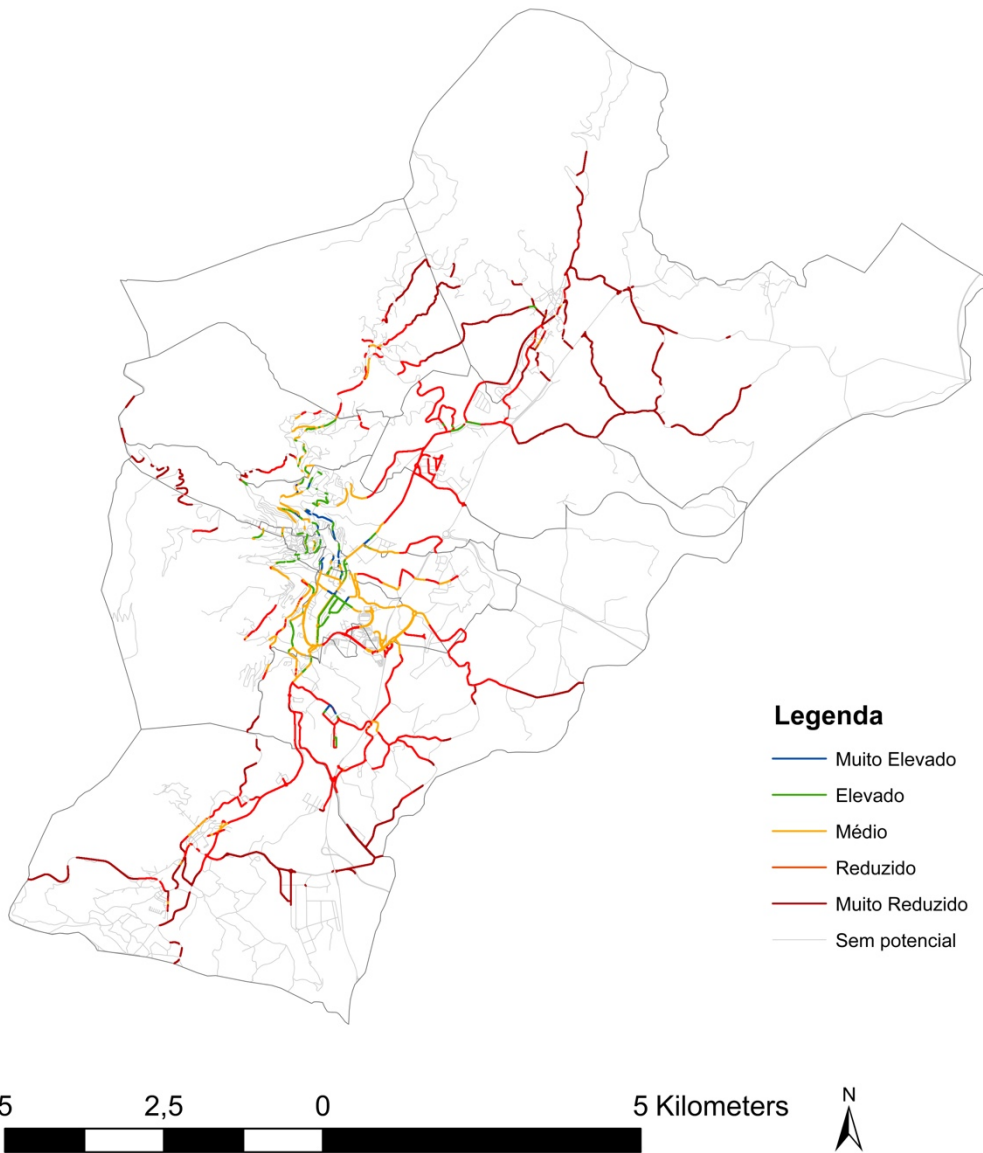 Legenda
Muito Elevado
Elevado
Médio
Reduzido
Muito Reduzido
Sem potencial
5 2,5 0 5 Kilometers
N